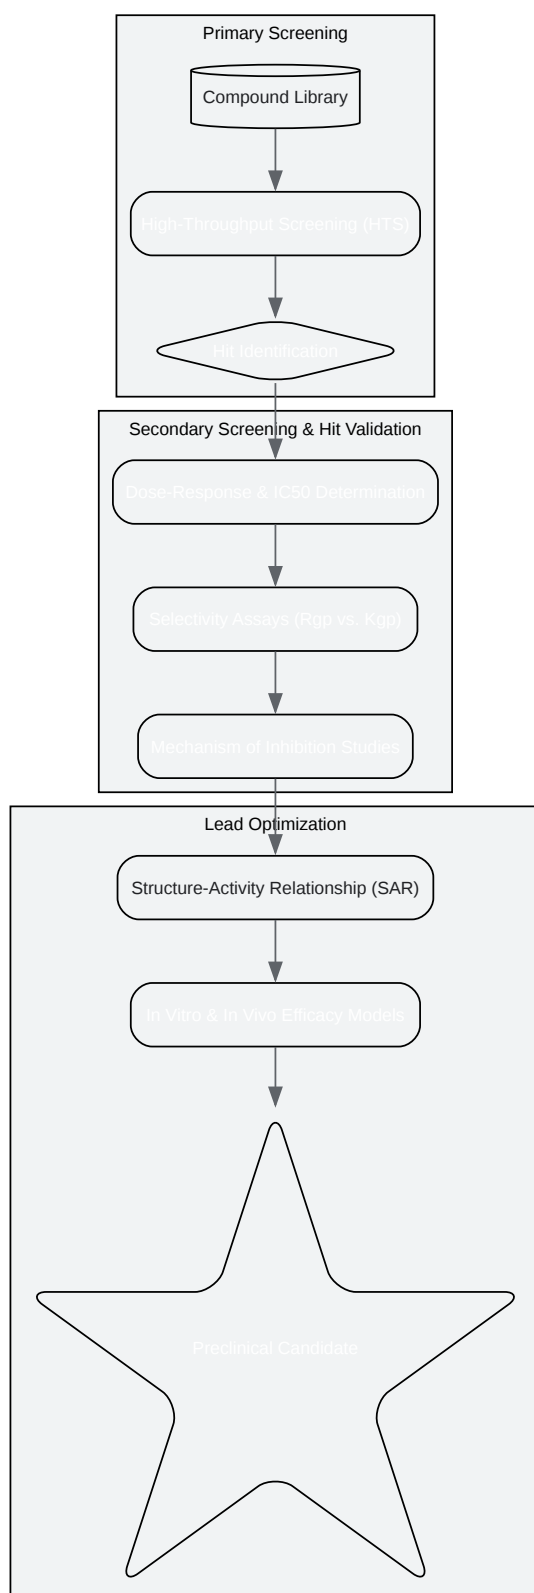 Primary Screening
Compound Library
High-Throughput Screening (HTS)
Hit Identification
Secondary Screening & Hit Validation
Dose-Response & IC50 Determination
Selectivity Assays (Rgp vs. Kgp)
Mechanism of Inhibition Studies
Lead Optimization
Structure-Activity Relationship (SAR)
In Vitro & In Vivo Efficacy Models
Preclinical Candidate